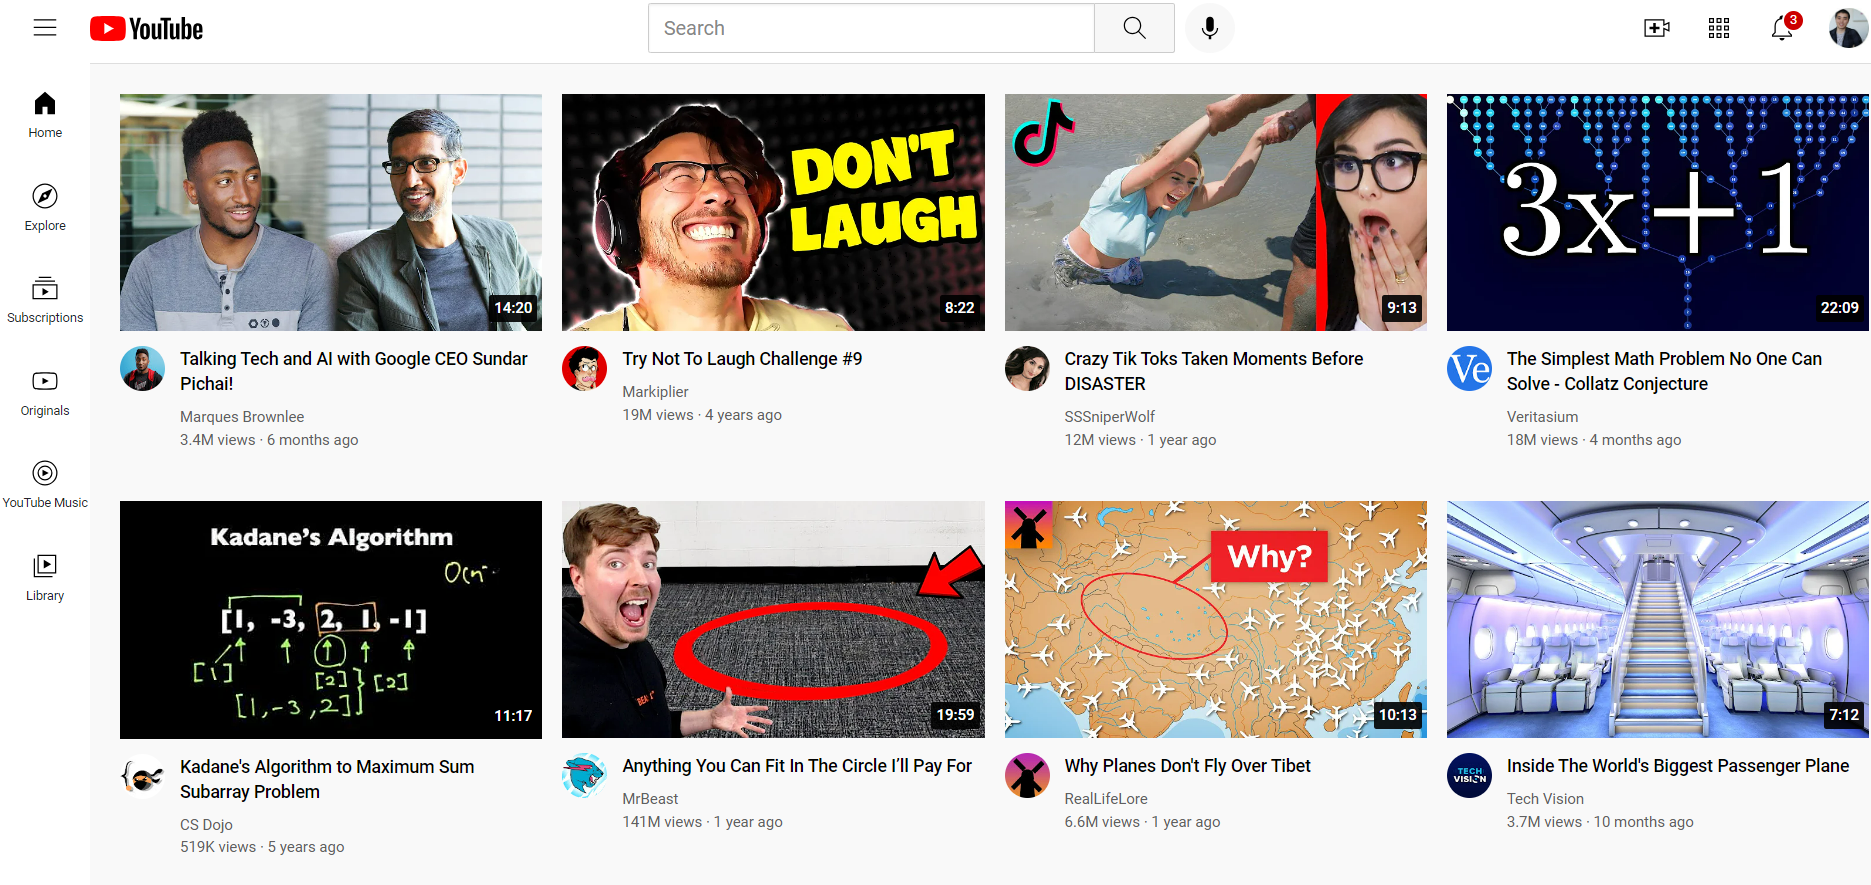 YouTube
Search
3
Home
Explore
Subscriptions
Originals
YouTube Music
Library
DON'T
LAUGH
3x+1
14:20
8:22
9:13
22:09
Talking Tech and AI with Google CEO Sundar
Pichai!
Marques Brownlee
3.4M views · 6 months ago
Try Not To Laugh Challenge #9
Markiplier
19M views · 4 years ago
Crazy Tik Toks Taken Moments Before
DISASTER
SSSniperWolf
12M views · 1 year ago
Ve
The Simplest Math Problem No One Can
Solve - Collatz Conjecture
Veritasium
18M views · 4 months ago
Kadane's Algorithm
O(n
[1, -3, 2, 1, -1]
[1]
[2]
[2]
[1,-3,2]
11:17
19:59
Why?
10:13
7:12
Kadane's Algorithm to Maximum Sum
Subarray Problem
CS Dojo
519K views · 5 years ago
Anything You Can Fit In The Circle I’ll Pay For
MrBeast
141M views · 1 year ago
Why Planes Don't Fly Over Tibet
RealLifeLore
6.6M views · 1 year ago
TECH
VISION
Inside The World's Biggest Passenger Plane
Tech Vision
3.7M views · 10 months ago